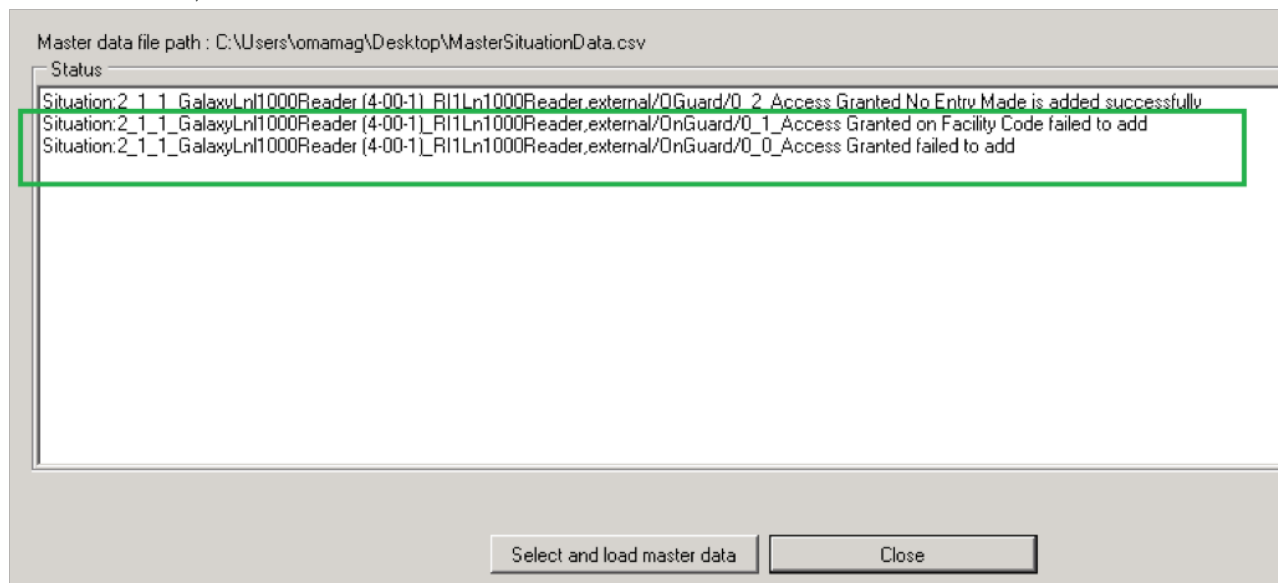 Master data file path : C:\Users\omamag\Desktop\MasterSituationData.csv
Status
Situation:2_1_1_GalaxyLnl1000Reader (4-00-1)_Rl1Ln1000Reader,external/OGuard/0_2_Access Granted No Entry Made is added successfully
Situation:2_1_1_GalaxyLnl1000Reader (4-00-1)_Rl1Ln1000Reader,external/OnGuard/0_1_Access Granted on Facility Code failed to add
Situation:2_1_1_GalaxyLnl1000Reader (4-00-1)_Rl1Ln1000Reader,external/OnGuard/0_0_Access Granted failed to add
Select and load master data
Close